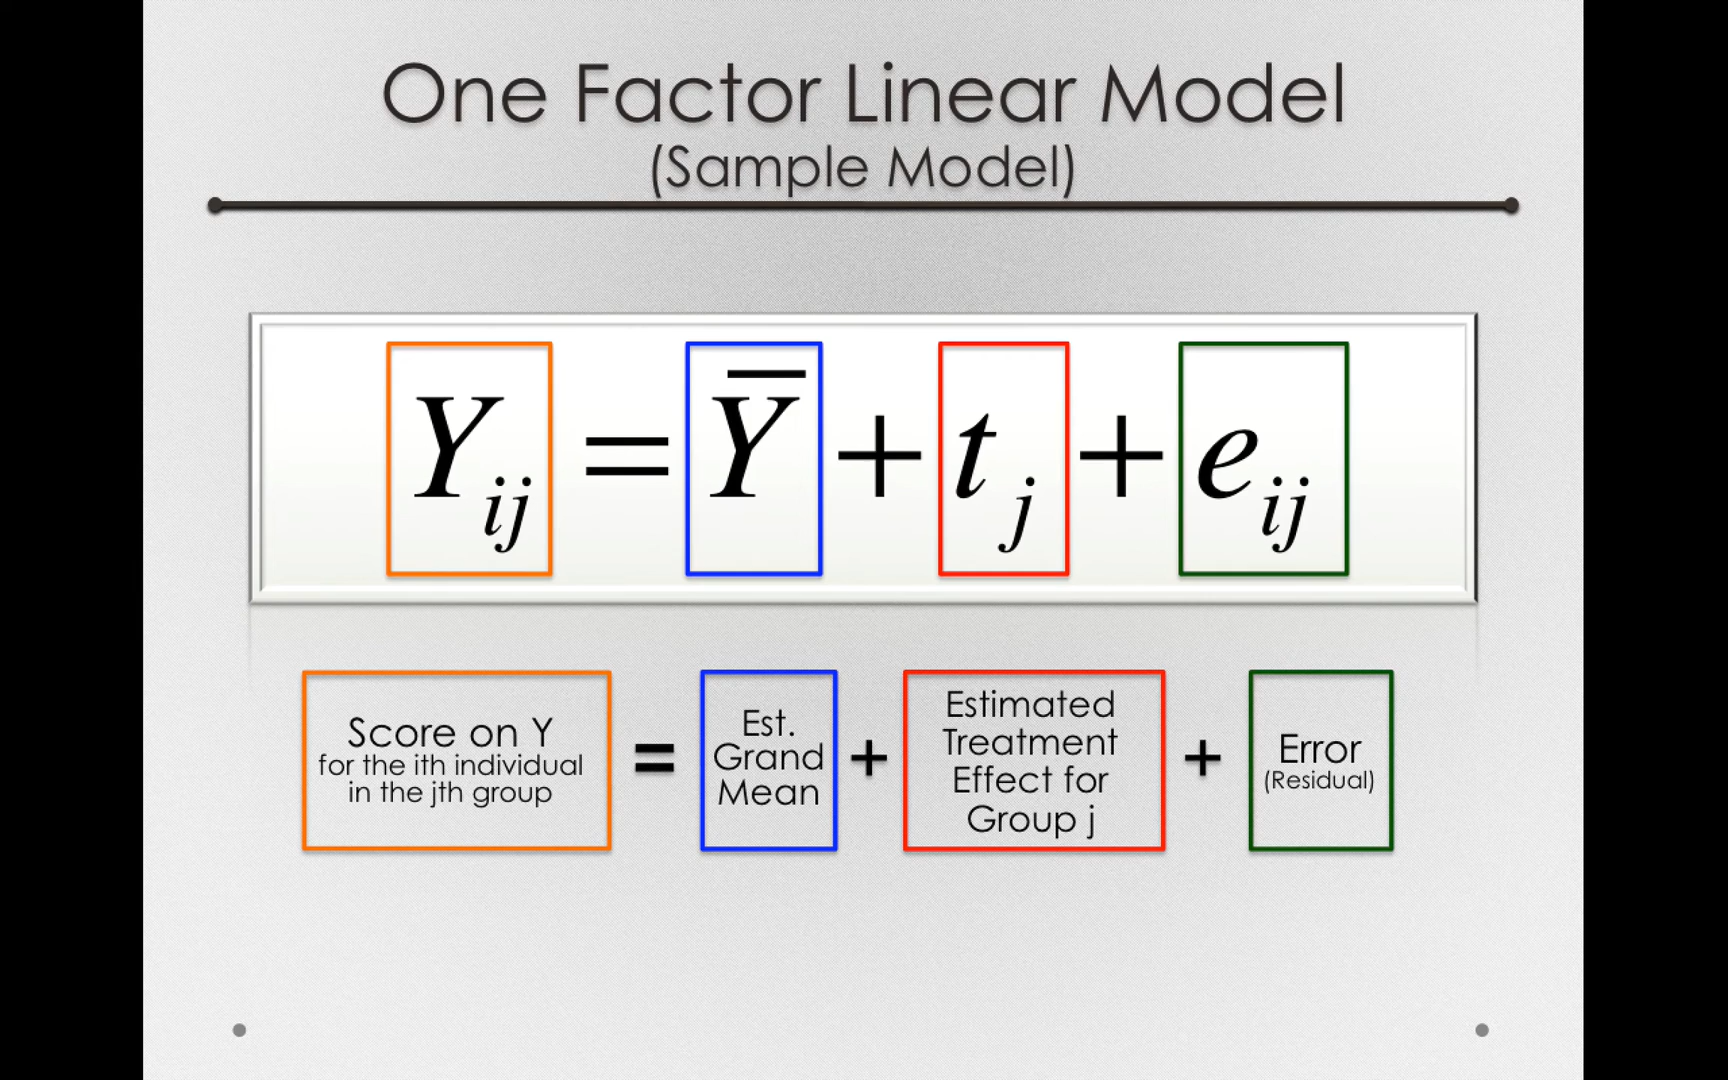 One Factor Linear Model
(Sample Model)
Y_ij = Y̅ + t_j + e_ij
Score on Y
for the ith individual
in the jth group
=
Est.
Grand
Mean
+
Estimated
Treatment
Effect for
Group j
+
Error
(Residual)